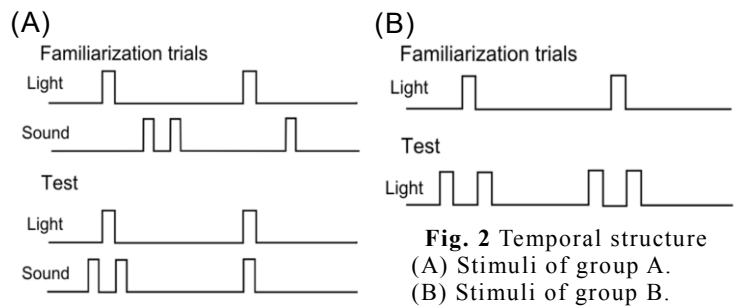 (A)
Familiarization trials
Light
Sound
Test
Light
Sound
(B)
Familiarization trials
Light
Test
Light
Fig. 2 Temporal structure
(A) Stimuli of group A.
(B) Stimuli of group B.